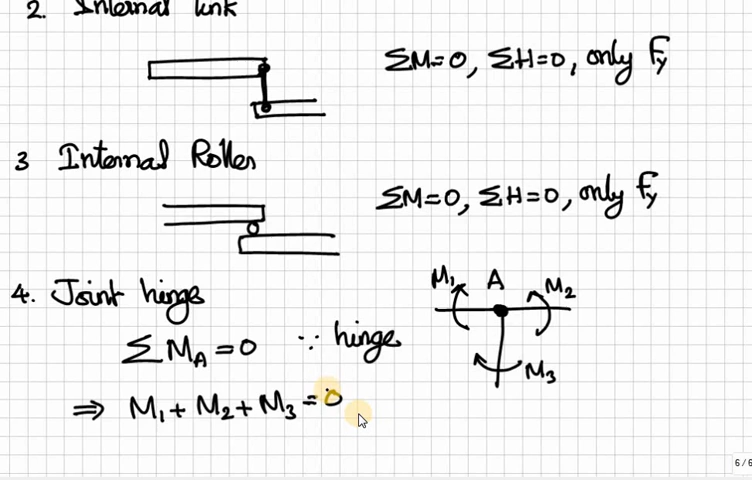 2. Internal link
ΣM=0, ΣH=0, only Fy
3 Internal Roller
ΣM=0, ΣH=0, only Fy
4. Joint hinge
M₁ A M₂
Σ M_A = 0 ∵ hinge
M₃
⇒ M₁ + M₂ + M₃ = 0
6/6